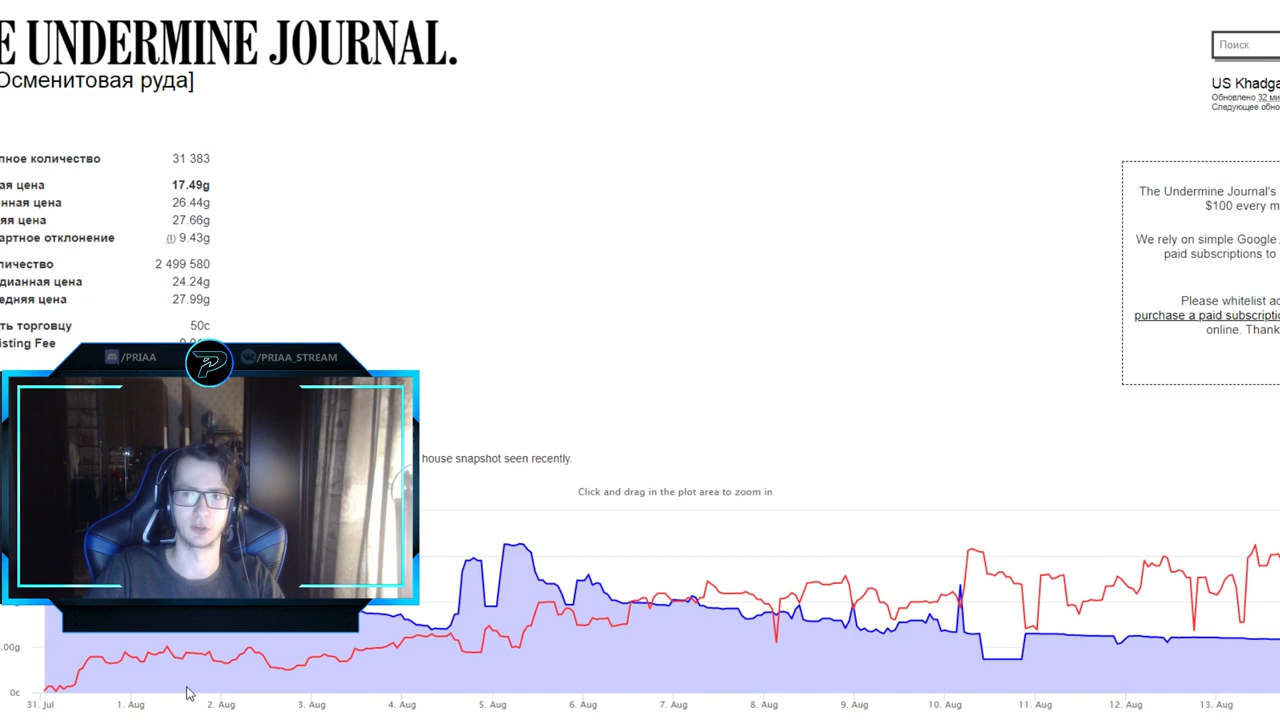 E UNDERMINE JOURNAL.
Осменитовая руда]
Поиск
US Khadga
Обновлено 32 ми
Следующее обно
пное количество 31 383
ая цена 17.49g
анная цена 26.44g
яя цена 27.66g
артное отклонение (!) 9.43g
личество 2 499 580
дианная цена 24.24g
едняя цена 27.99g
ть торговцу 50c
isting Fee
The Undermine Journal's
$100 every m
We rely on simple Google
paid subscriptions to
Please whitelist ac
purchase a paid subscriptio
online. Thank
/PRIAA
P
/PRIAA_STREAM
house snapshot seen recently.
Click and drag in the plot area to zoom in
.00g
0c
31. Jul 1. Aug 2. Aug 3. Aug 4. Aug 5. Aug 6. Aug 7. Aug 8. Aug 9. Aug 10. Aug 11. Aug 12. Aug 13. Aug